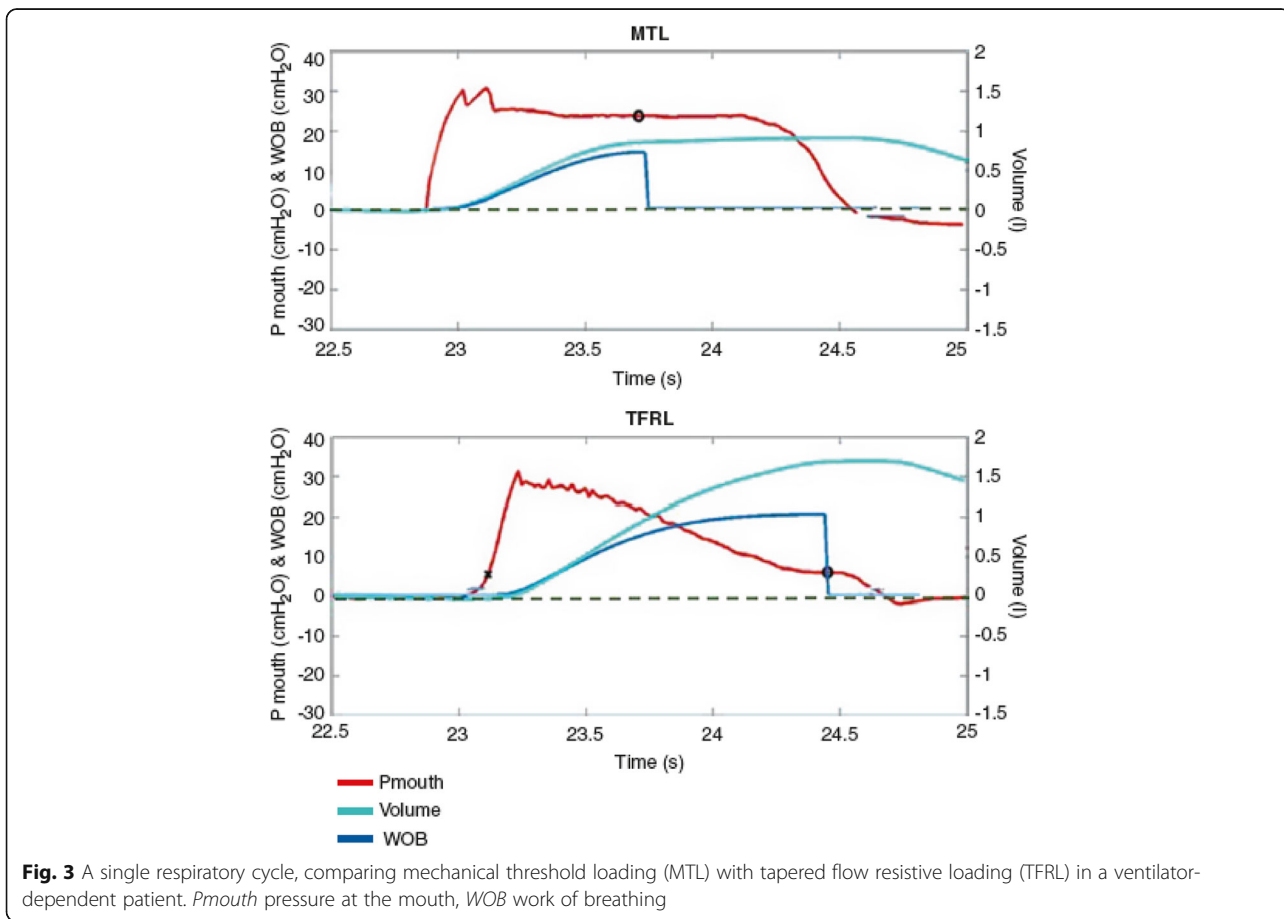 MTL
40
30
20
10
0
-10
-20
-30
P mouth (cmH2O) & WOB (cmH2O)
2
1.5
1
0.5
0
-0.5
-1
-1.5
Volume (l)
22.5 23 23.5 24 24.5 25
Time (s)
TFRL
40
30
20
10
0
-10
-20
-30
P mouth (cmH2O) & WOB (cmH2O)
2
1.5
1
0.5
0
-0.5
-1
-1.5
Volume (l)
22.5 23 23.5 24 24.5 25
Time (s)
Pmouth
Volume
WOB
Fig. 3 A single respiratory cycle, comparing mechanical threshold loading (MTL) with tapered flow resistive loading (TFRL) in a ventilator-
dependent patient. Pmouth pressure at the mouth, WOB work of breathing